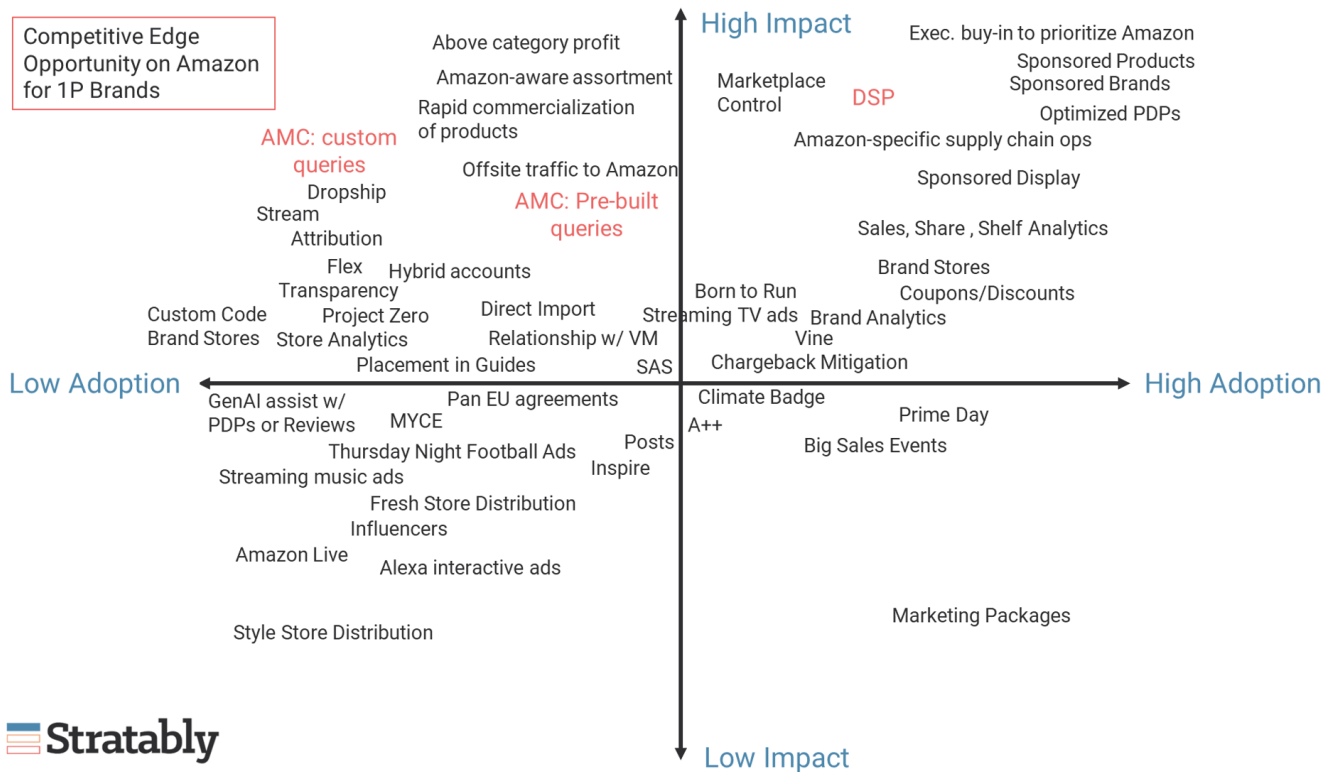 Competitive Edge
Opportunity on Amazon
for 1P Brands
High Impact
Above category profit
Exec. buy-in to prioritize Amazon
Sponsored Products
Amazon-aware assortment
Marketplace
Control
Sponsored Brands
DSP
Rapid commercialization
of products
Optimized PDPs
AMC: custom
queries
Amazon-specific supply chain ops
Offsite traffic to Amazon
Sponsored Display
Dropship
AMC: Pre-built
queries
Stream
Attribution
Sales, Share , Shelf Analytics
Flex
Hybrid accounts
Brand Stores
Transparency
Born to Run
Coupons/Discounts
Custom Code
Brand Stores
Project Zero
Direct Import
Streaming TV ads
Brand Analytics
Store Analytics
Relationship w/ VM
Vine
Placement in Guides
SAS
Chargeback Mitigation
Low Adoption
High Adoption
GenAI assist w/
PDPs or Reviews
Pan EU agreements
Climate Badge
MYCE
A++
Prime Day
Thursday Night Football Ads
Posts
Big Sales Events
Streaming music ads
Inspire
Fresh Store Distribution
Influencers
Amazon Live
Alexa interactive ads
Marketing Packages
Style Store Distribution
Stratably
Low Impact